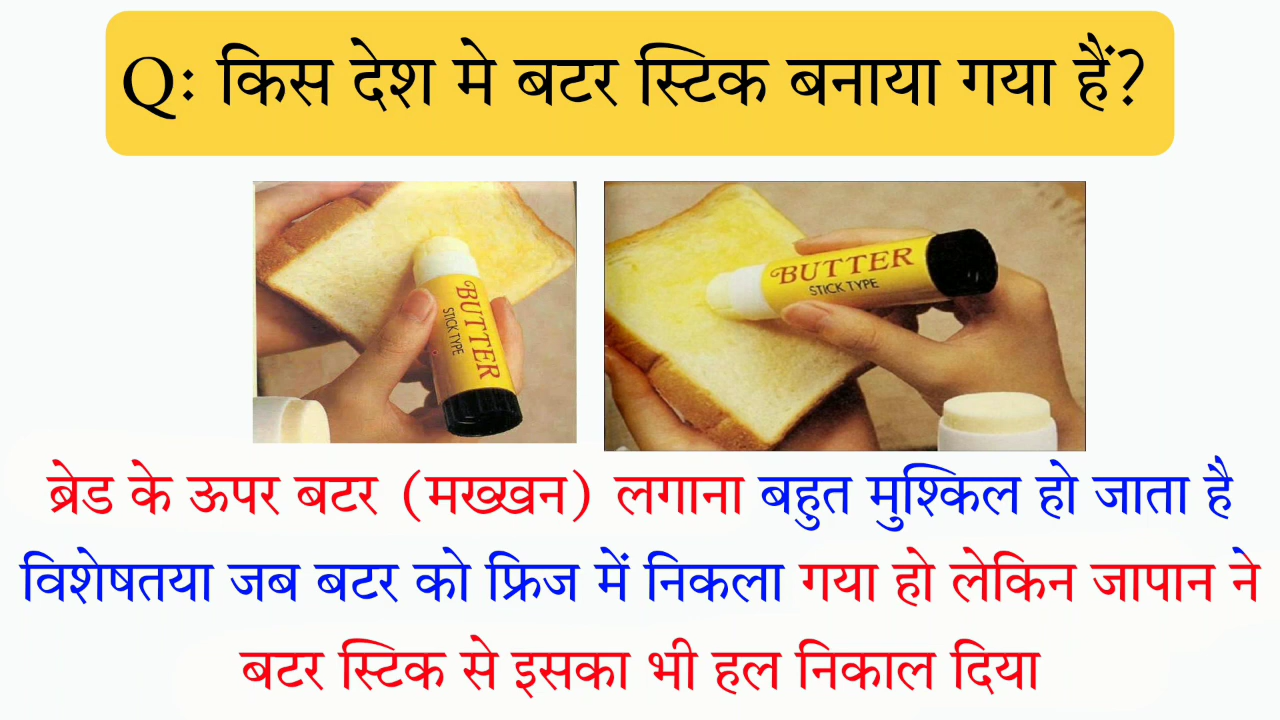 Q: किस देश मे बटर स्टिक बनाया गया हैं?
BUTTER
STICK TYPE
BUTTER
STICK TYPE
ब्रेड के ऊपर बटर (मख्खन) लगाना बहुत मुश्किल हो जाता है
विशेषतया जब बटर को फ्रिज में निकला गया हो लेकिन जापान ने
बटर स्टिक से इसका भी हल निकाल दिया